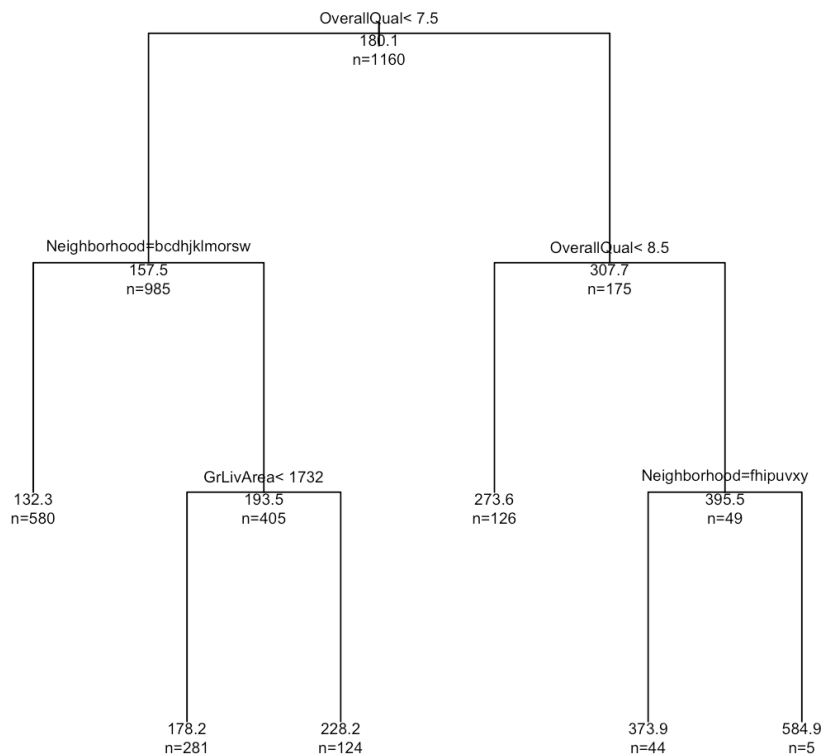 OverallQual< 7.5
180.1
n=1160
Neighborhood=bcdhjklmorsw
157.5
n=985
OverallQual< 8.5
307.7
n=175
132.3
n=580
GrLivArea< 1732
193.5
n=405
273.6
n=126
Neighborhood=fhipuvxy
395.5
n=49
178.2
n=281
228.2
n=124
373.9
n=44
584.9
n=5